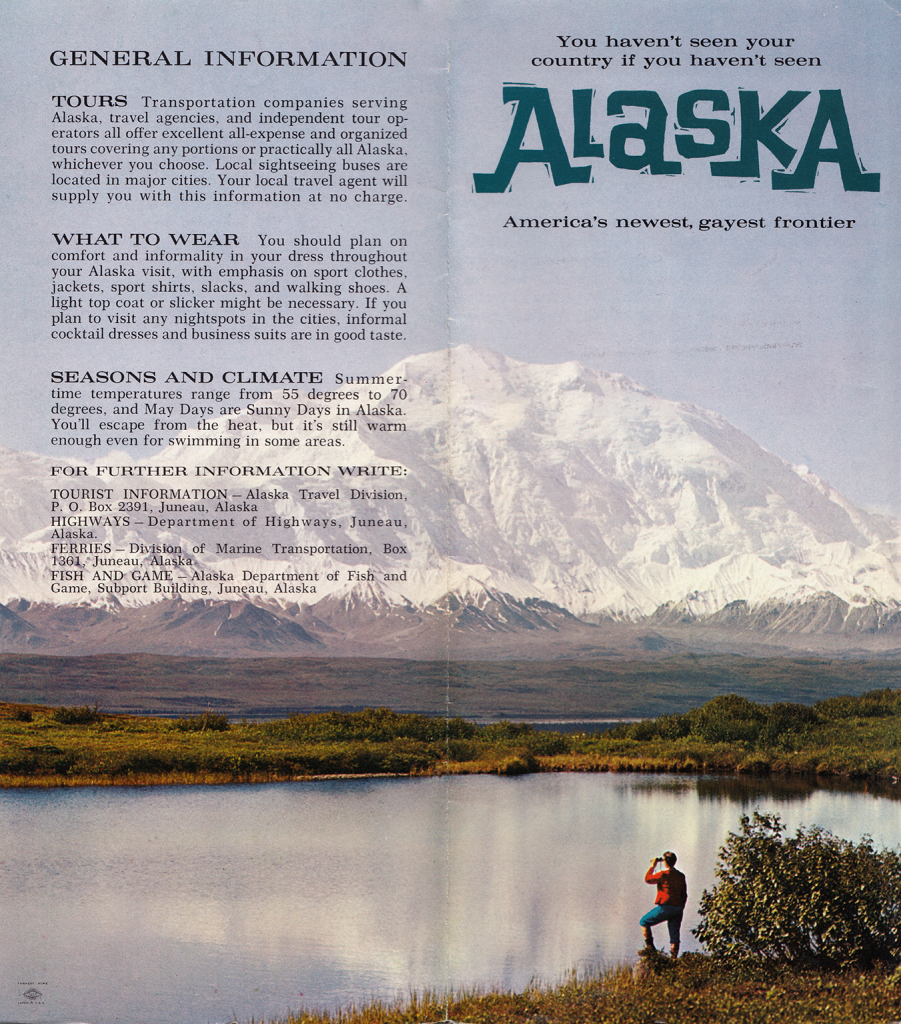 GENERAL INFORMATION
TOURS Transportation companies serving
Alaska, travel agencies, and independent tour op-
erators all offer excellent all-expense and organized
tours covering any portions or practically all Alaska,
whichever you choose. Local sightseeing buses are
located in major cities. Your local travel agent will
supply you with this information at no charge.
WHAT TO WEAR You should plan on
comfort and informality in your dress throughout
your Alaska visit, with emphasis on sport clothes,
jackets, sport shirts, slacks, and walking shoes. A
light top coat or slicker might be necessary. If you
plan to visit any nightspots in the cities, informal
cocktail dresses and business suits are in good taste.
SEASONS AND CLIMATE Summer-
time temperatures range from 55 degrees to 70
degrees, and May Days are Sunny Days in Alaska.
You'll escape from the heat, but it's still warm
enough even for swimming in some areas.
FOR FURTHER INFORMATION WRITE:
TOURIST INFORMATION – Alaska Travel Division,
P. O. Box 2391, Juneau, Alaska
HIGHWAYS – Department of Highways, Juneau,
Alaska.
FERRIES – Division of Marine Transportation, Box
1361, Juneau, Alaska
FISH AND GAME – Alaska Department of Fish and
Game, Subport Building, Juneau, Alaska
You haven't seen your
country if you haven't seen
ALaSKA
America's newest, gayest frontier